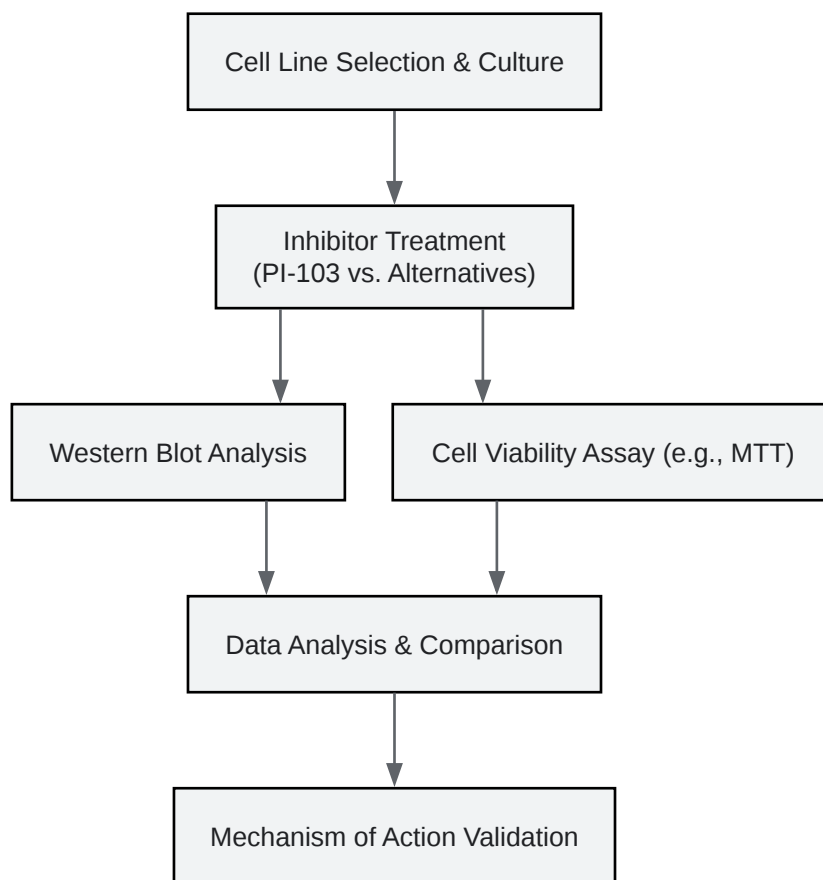 Cell Line Selection & Culture
Inhibitor Treatment
(PI-103 vs. Alternatives)
Western Blot Analysis
Cell Viability Assay (e.g., MTT)
Data Analysis & Comparison
Mechanism of Action Validation